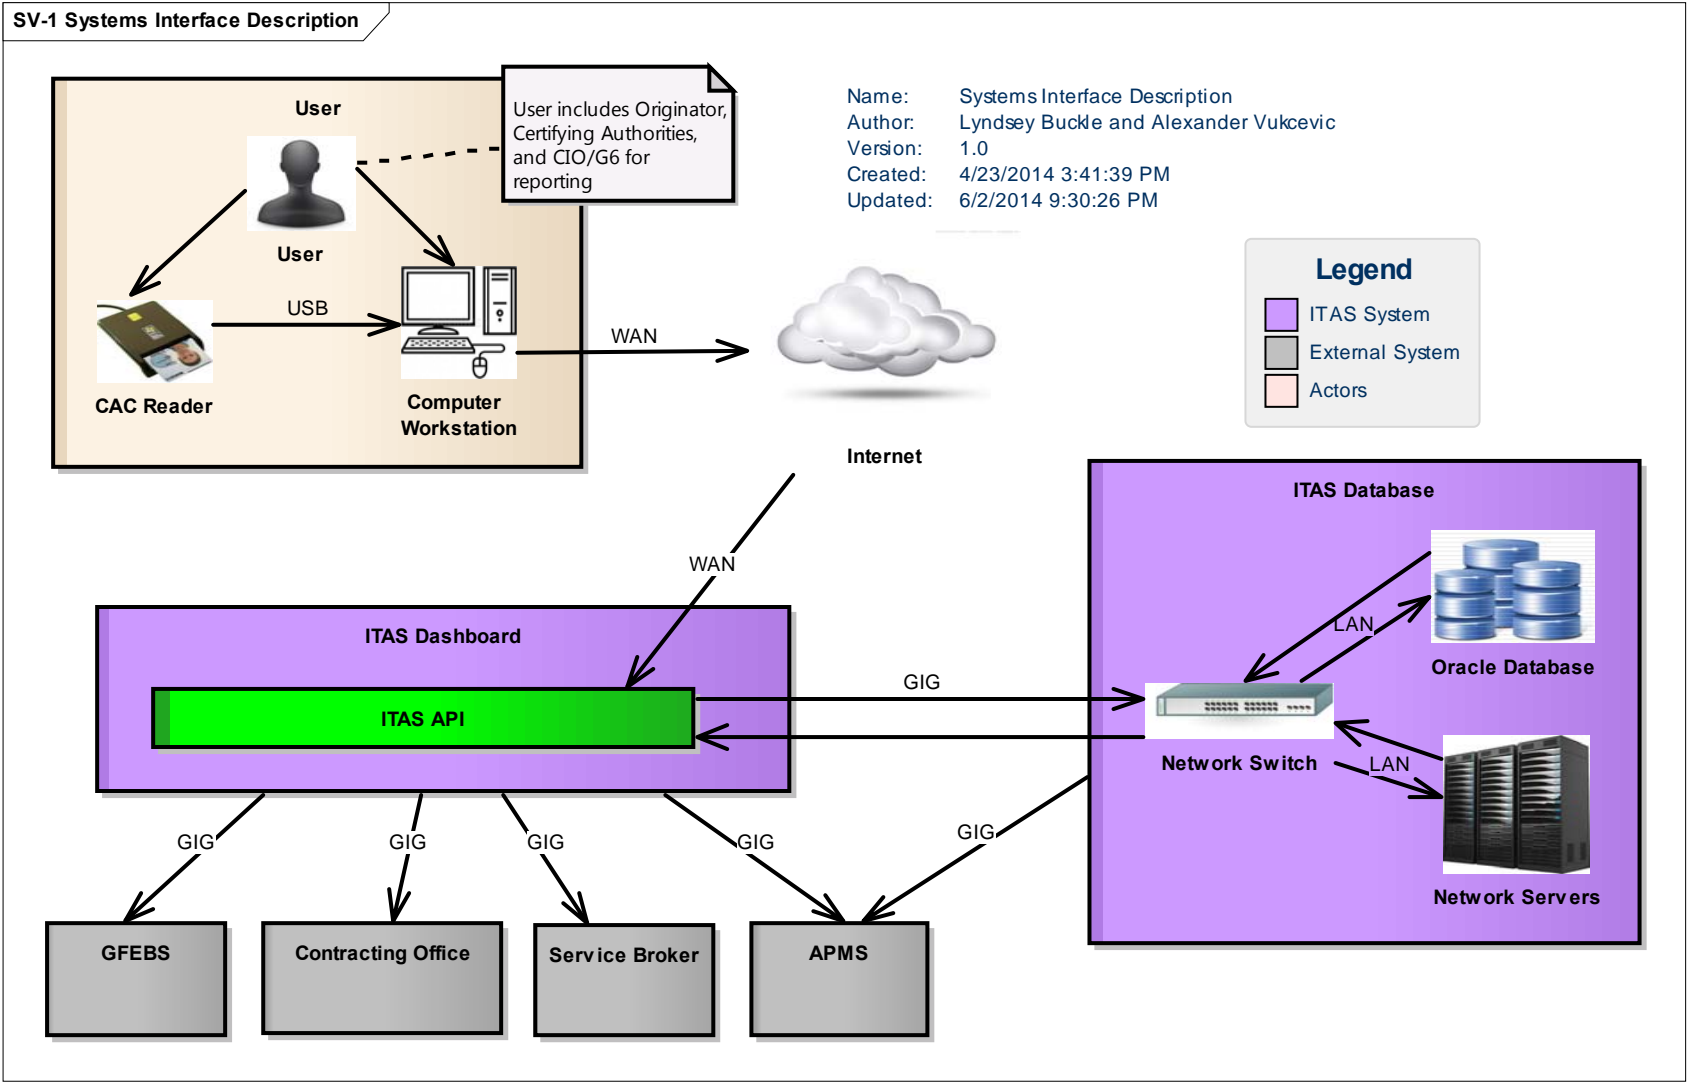 SV-1 Systems Interface Description
User
User includes Originator,
Certifying Authorities,
and CIO/G6 for
reporting
Name: Systems Interface Description
Author: Lyndsey Buckle and Alexander Vukcevic
Version: 1.0
Created: 4/23/2014 3:41:39 PM
Updated: 6/2/2014 9:30:26 PM
User
USB
WAN
CAC Reader
Computer
Workstation
Internet
Legend
ITAS System
External System
Actors
WAN
ITAS Database
LAN
Oracle Database
ITAS Dashboard
ITAS API
GIG
Network Switch
LAN
Network Servers
GIG
GIG
GIG
GIG
GIG
GFEBS
Contracting Office
Service Broker
APMS